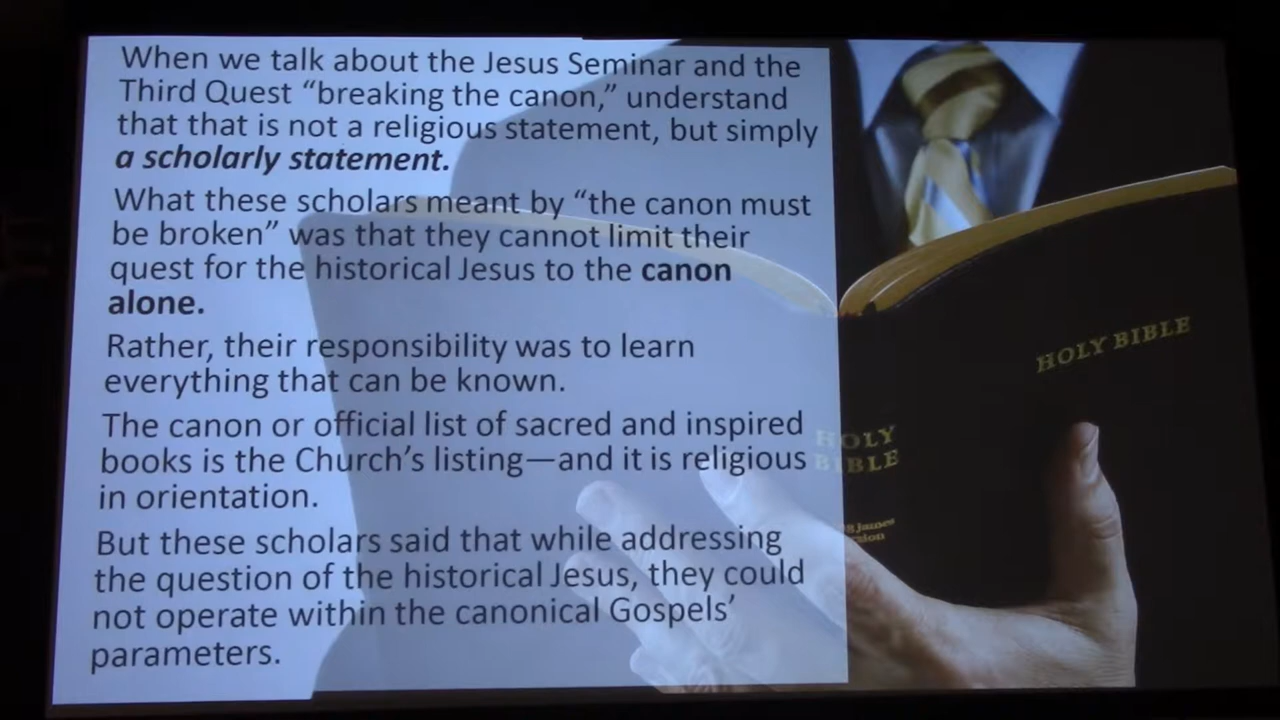 When we talk about the Jesus Seminar and the
Third Quest “breaking the canon,” understand
that that is not a religious statement, but simply
a scholarly statement.
What these scholars meant by “the canon must
be broken” was that they cannot limit their
quest for the historical Jesus to the canon
alone.
Rather, their responsibility was to learn
everything that can be known.
The canon or official list of sacred and inspired
books is the Church’s listing—and it is religious
in orientation.
But these scholars said that while addressing
the question of the historical Jesus, they could
not operate within the canonical Gospels’
parameters.
HOLY BIBLE
HOLY
BIBLE
James